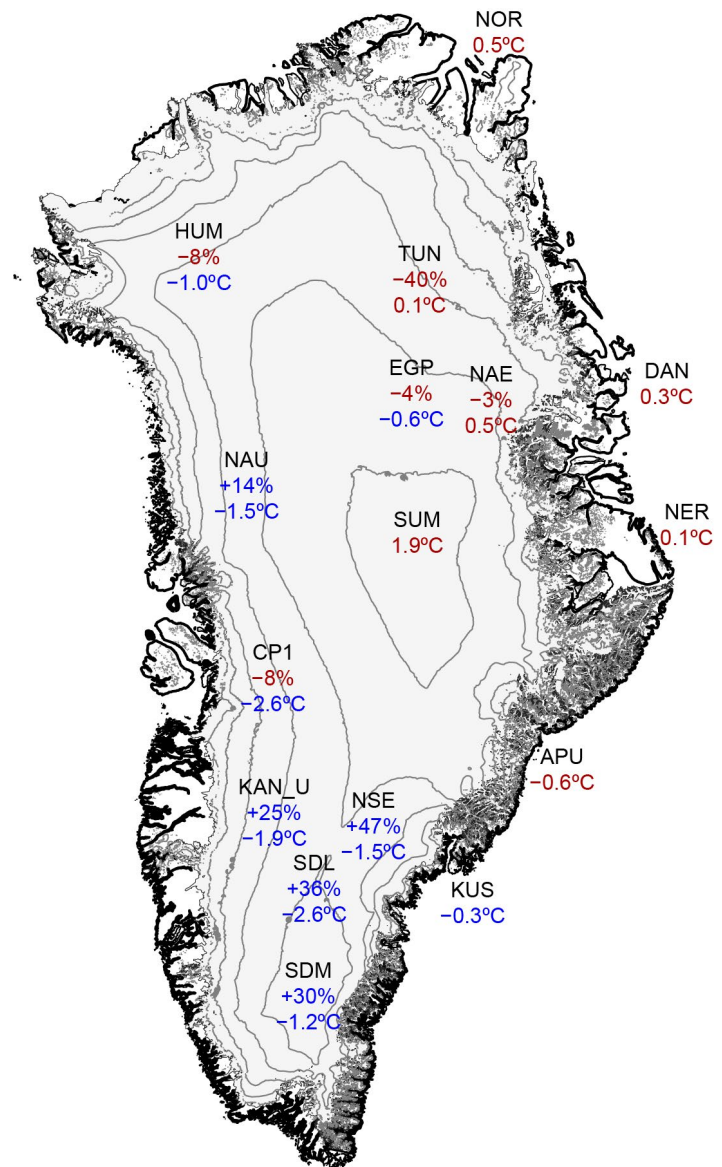 NOR
0.5ºC
HUM
−8%
−1.0ºC
TUN
−40%
0.1ºC
EGP
−4%
−0.6ºC
NAE
−3%
0.5ºC
DAN
0.3ºC
NAU
+14%
−1.5ºC
SUM
1.9ºC
NER
0.1ºC
CP1
−8%
−2.6ºC
APU
−0.6ºC
KAN_U
+25%
−1.9ºC
NSE
+47%
−1.5ºC
SDL
+36%
−2.6ºC
KUS
−0.3ºC
SDM
+30%
−1.2ºC